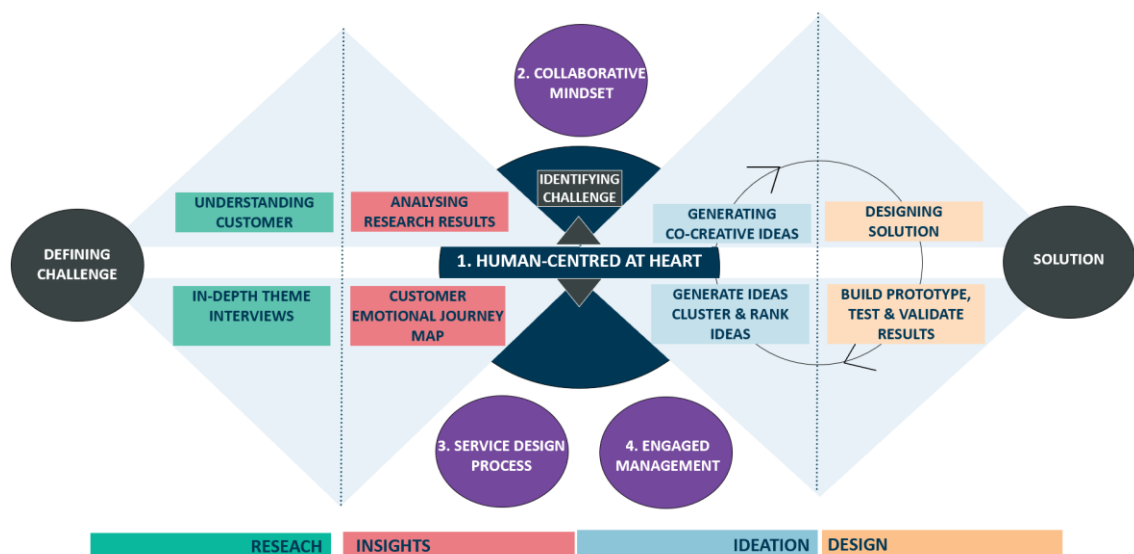 2. COLLABORATIVE
MINDSET
IDENTIFYING
CHALLENGE
UNDERSTANDING
CUSTOMER
ANALYSING
RESEARCH RESULTS
GENERATING
CO-CREATIVE IDEAS
DESIGNING
SOLUTION
DEFINING
CHALLENGE
1. HUMAN-CENTRED AT HEART
SOLUTION
IN-DEPTH THEME
INTERVIEWS
CUSTOMER
EMOTIONAL JOURNEY
MAP
GENERATE IDEAS
CLUSTER & RANK
IDEAS
BUILD PROTOTYPE,
TEST & VALIDATE
RESULTS
3. SERVICE DESIGN
PROCESS
4. ENGAGED
MANAGEMENT
RESEACH
INSIGHTS
IDEATION
DESIGN